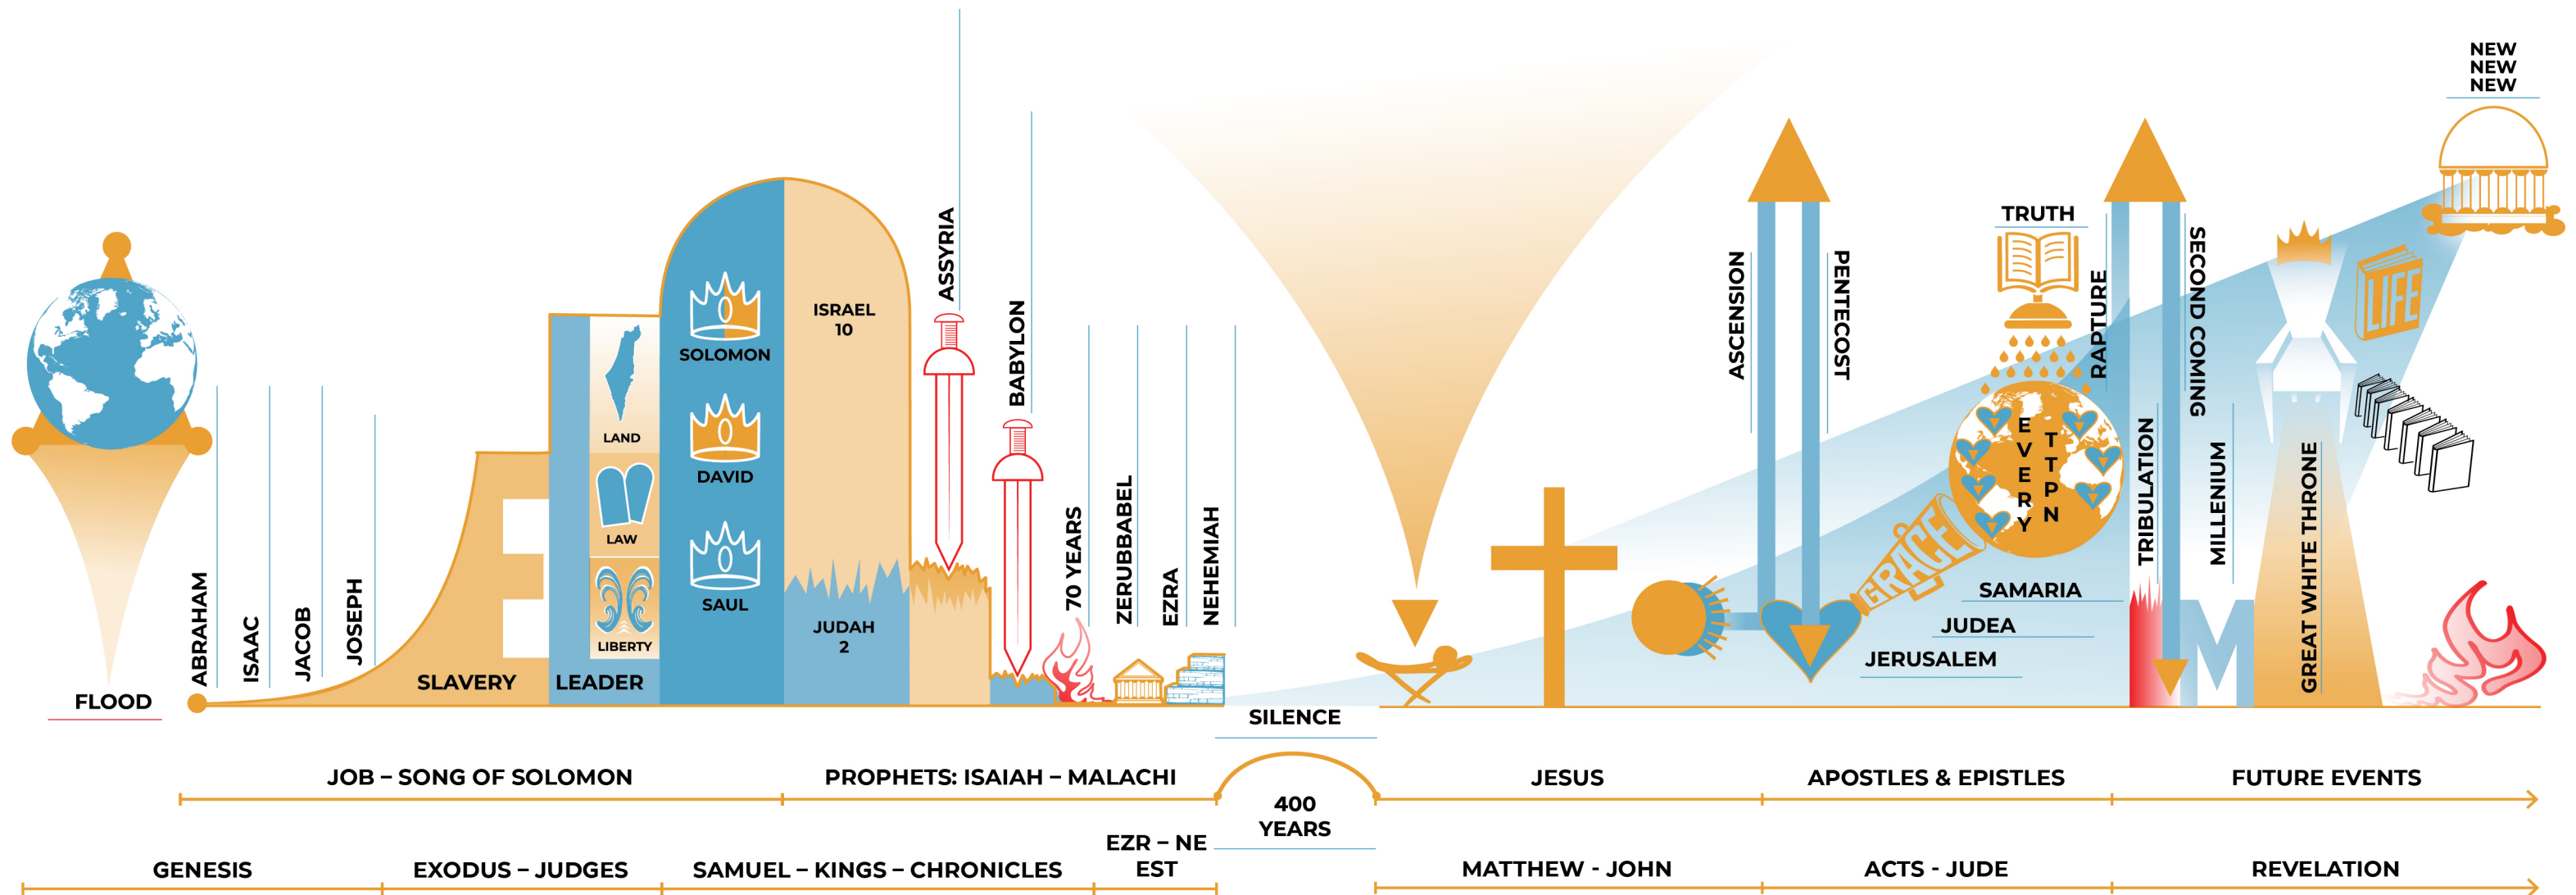 FLOOD
ABRAHAM
ISAAC
JACOB
JOSEPH
SLAVERY
E
LEADER
LAND
LAW
LIBERTY
SOLOMON
DAVID
SAUL
ISRAEL
10
JUDAH
2
ASSYRIA
BABYLON
70 YEARS
ZERUBBABEL
EZRA
NEHEMIAH
SILENCE
400
YEARS
ASCENSION
PENTECOST
GRACE
TRUTH
EVERY
TTPN
SAMARIA
JUDEA
JERUSALEM
RAPTURE
SECOND COMING
TRIBULATION
MILLENIUM
M
GREAT WHITE THRONE
LIFE
NEW
NEW
NEW
JOB – SONG OF SOLOMON
PROPHETS: ISAIAH – MALACHI
JESUS
APOSTLES & EPISTLES
FUTURE EVENTS
GENESIS
EXODUS – JUDGES
SAMUEL – KINGS – CHRONICLES
EZR – NE
EST
MATTHEW - JOHN
ACTS - JUDE
REVELATION